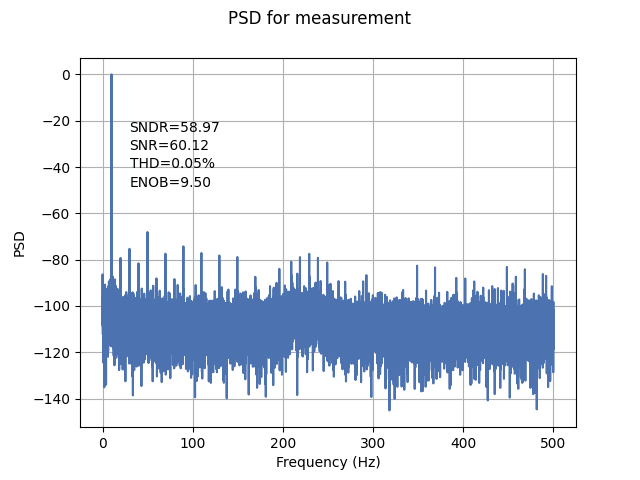 PSD for measurement
0
−20
−40
−60
−80
−100
−120
−140
PSD
SNDR=58.97
SNR=60.12
THD=0.05%
ENOB=9.50
0
100
200
300
400
500
Frequency (Hz)